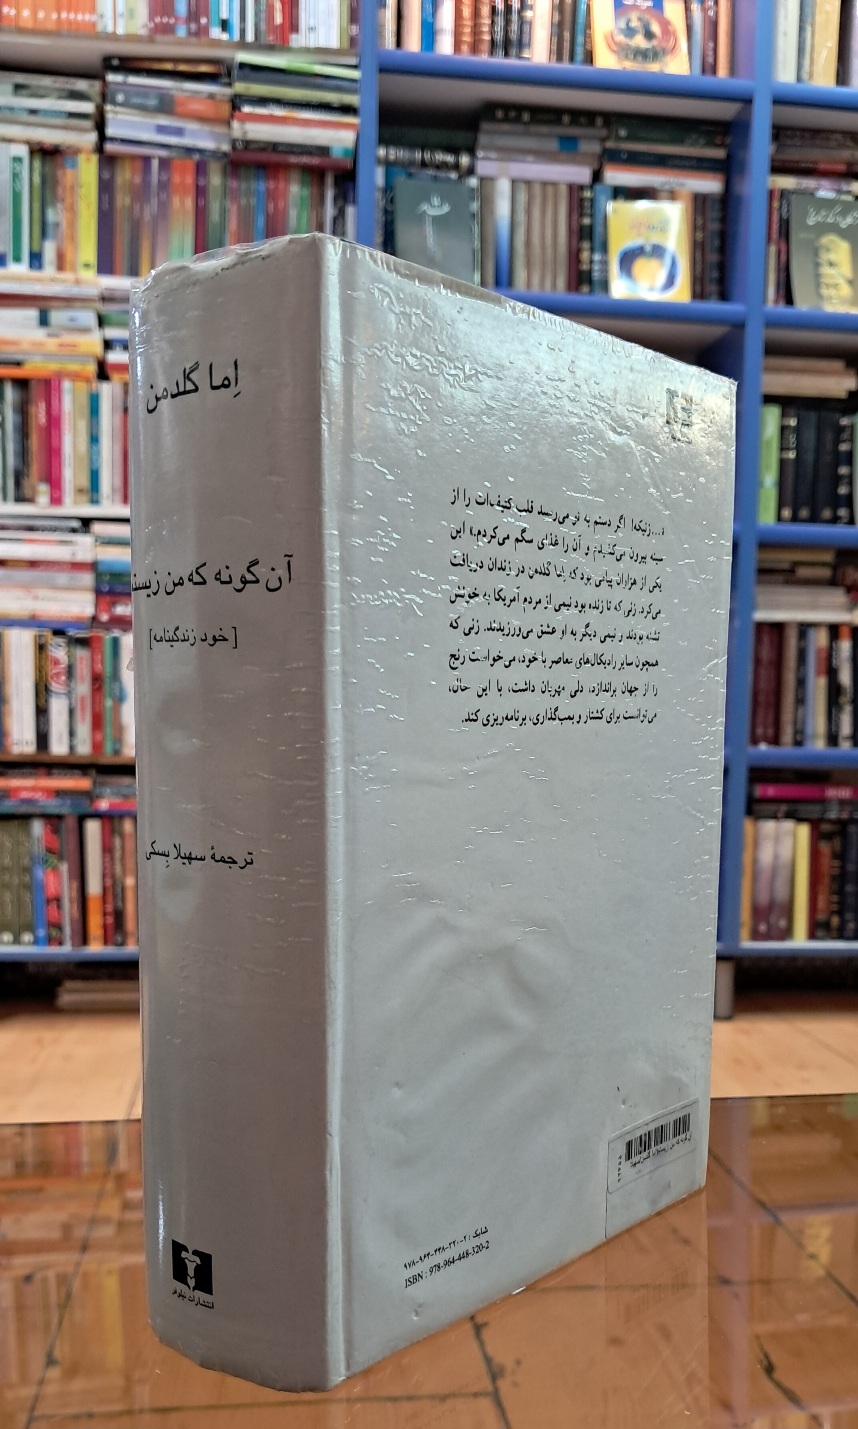 اِما گلدمن
آن گونه که من زیسته
[خود زندگینامه]
ترجمهٔ سهیلا بِسکی
انتشارات نیلوفر
«...زنیکه! اگر دستم به تو می‌رسید قلب کثیف‌ات را از
سینه بیرون می‌کشیدم و آن را غذای سگم می‌کردم.» این
یکی از هزاران پیامی بود که اِما گلدمن در زندان دریافت
می‌کرد. زنی که تا زنده بود نیمی از مردم آمریکا به خونش
تشنه بودند و نیمی دیگر به او عشق می‌ورزیدند. زنی که
همچون سایر رادیکال‌های معاصر با خود، می‌خواست رنج
را از جهان براندازد، دلی مهربان داشت، با این حال،
می‌توانست برای کشتار و بمب‌گذاری، برنامه‌ریزی کند.
شابک: ۲-۳۲۰-۴۴۸-۹۶۴-۹۷۸
ISBN: 978-964-448-320-2